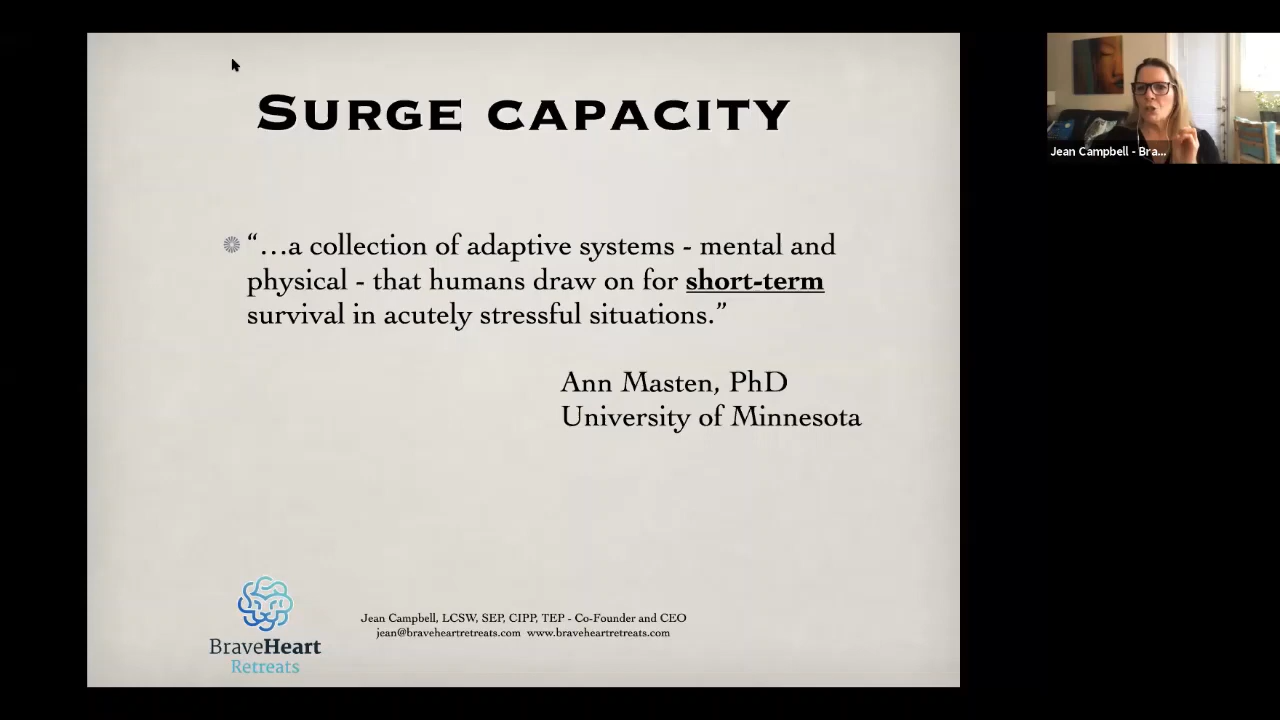 SURGE CAPACITY
“…a collection of adaptive systems - mental and
physical - that humans draw on for short-term
survival in acutely stressful situations.”
Ann Masten, PhD
University of Minnesota
Jean Campbell, LCSW, SEP, CIPP, TEP - Co-Founder and CEO
jean@braveheartretreats.com www.braveheartretreats.com
BraveHeart
Retreats
Jean Campbell - Bra...